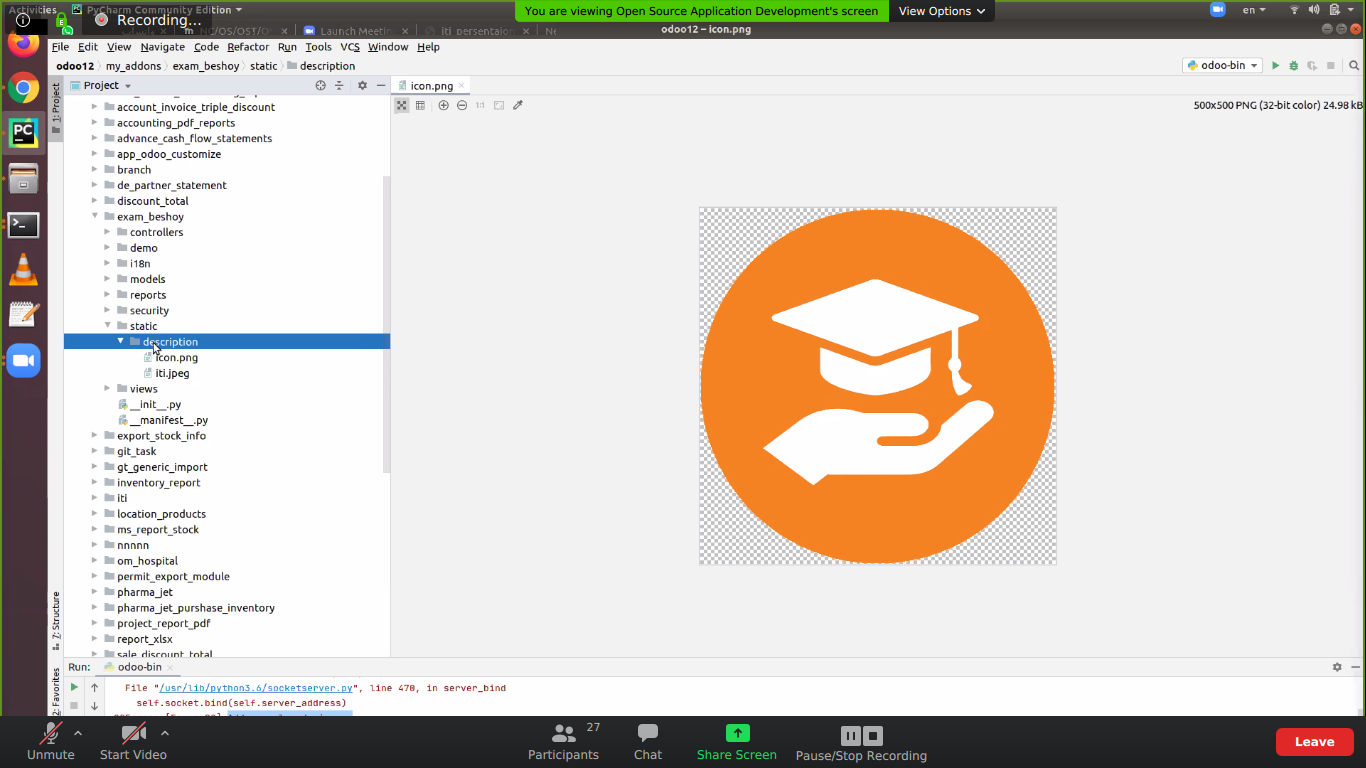 Activities
PyCharm Community Edition
Recording...
You are viewing Open Source Application Development's screen
View Options
en
Launch Meeting
iti_persentaion
odoo12 – icon.png
File Edit View Navigate Code Refactor Run Tools VCS Window Help
odoo12 my_addons exam_beshoy static description
odoo-bin
1: Project
Project
icon.png
1:1
500x500 PNG (32-bit color) 24.98 kB
account_invoice_triple_discount
accounting_pdf_reports
advance_cash_flow_statements
app_odoo_customize
branch
de_partner_statement
discount_total
exam_beshoy
controllers
demo
i18n
models
reports
security
static
description
icon.png
iti.jpeg
views
__init__.py
__manifest__.py
export_stock_info
git_task
gt_generic_import
inventory_report
iti
location_products
ms_report_stock
nnnnn
om_hospital
permit_export_module
pharma_jet
pharma_jet_purshase_inventory
project_report_pdf
report_xlsx
sale_discount_total
7: Structure
2: Favorites
Run:
odoo-bin
File "/usr/lib/python3.6/socketserver.py", line 470, in server_bind
self.socket.bind(self.server_address)
Unmute
Start Video
Participants
27
Chat
Share Screen
Pause/Stop Recording
Leave